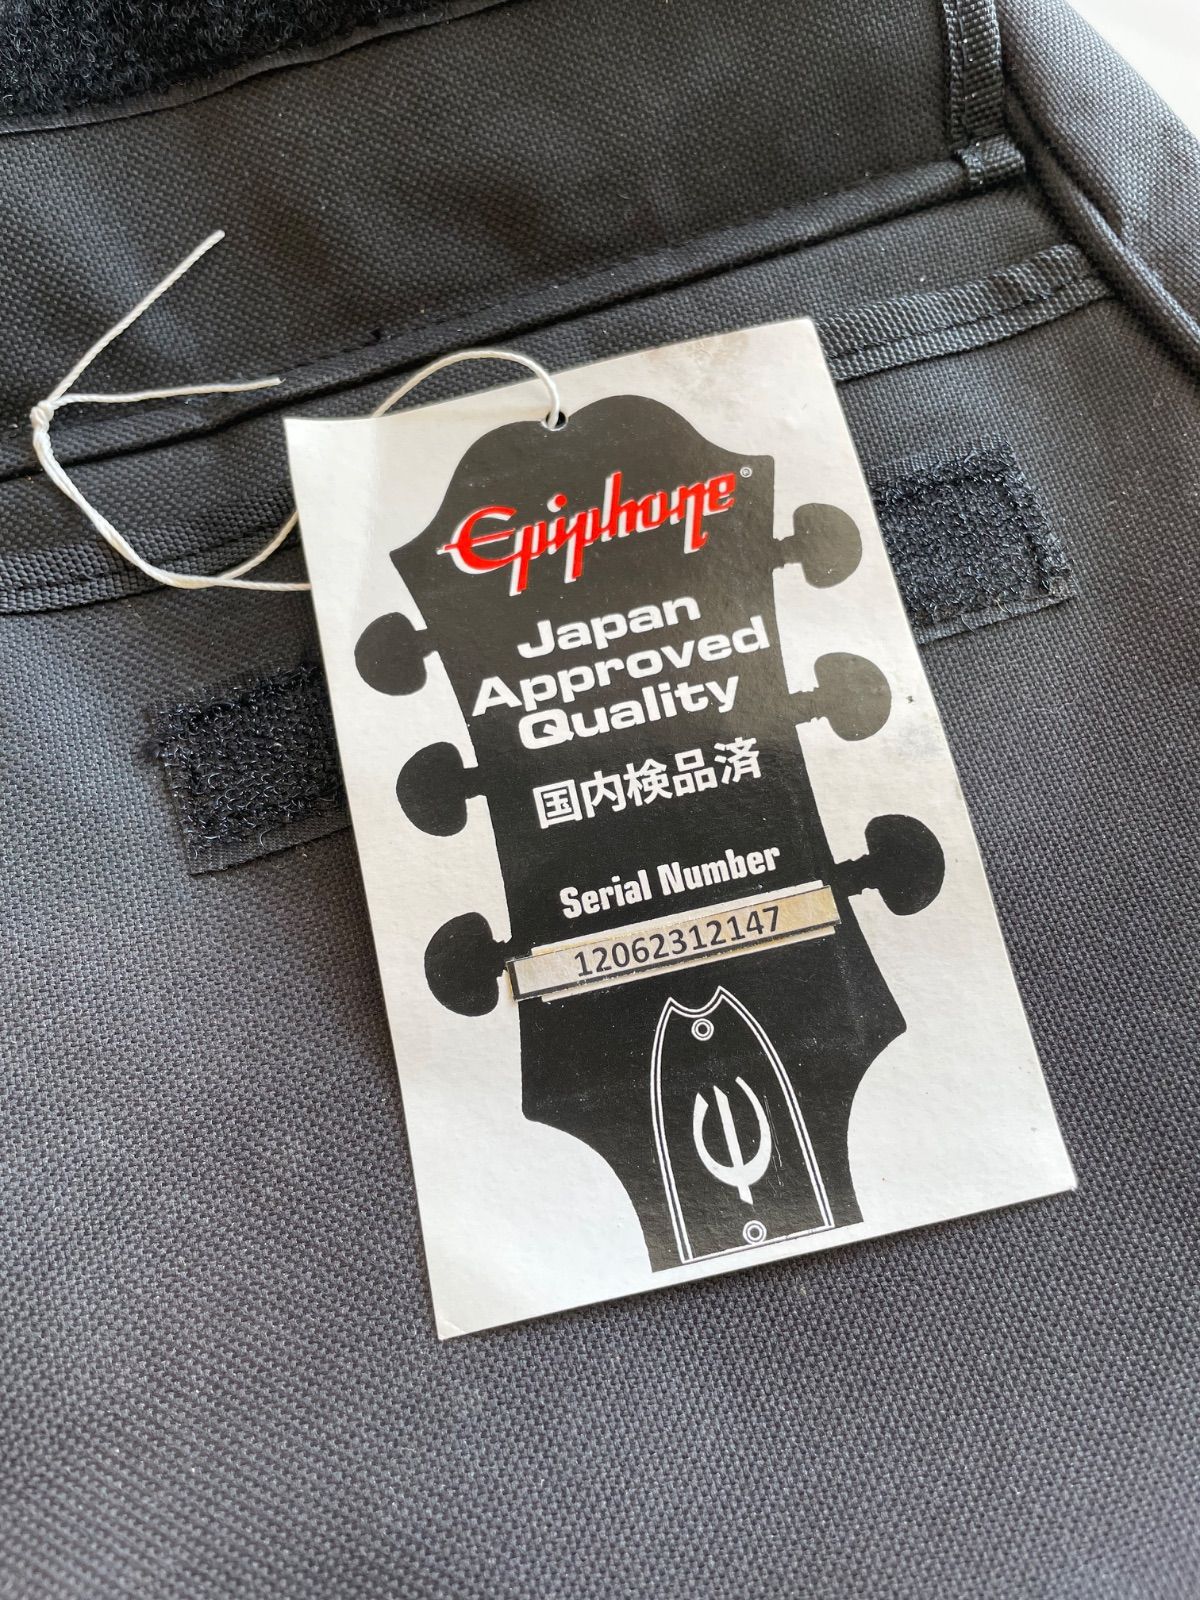 Epiphone®
Japan
Approved
Quality
国内検品済
Serial Number
12062312147